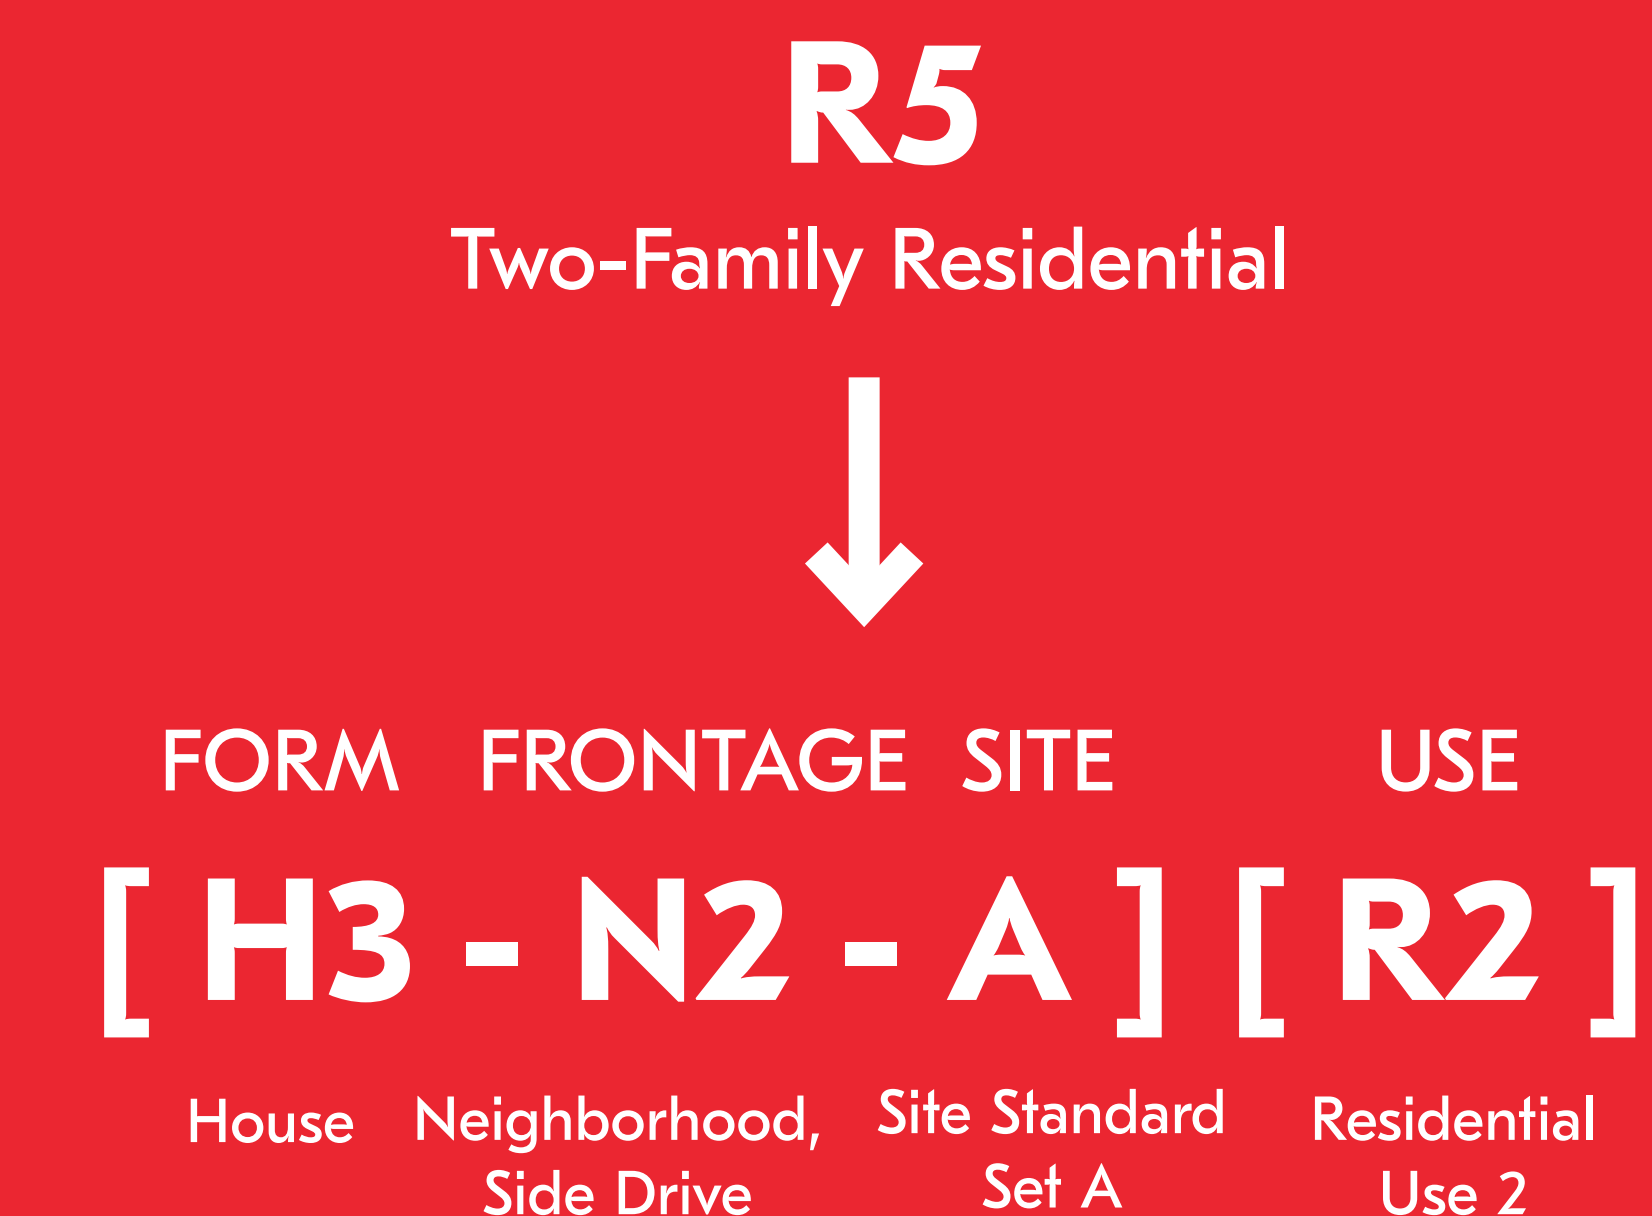 R5
Two-Family Residential
FORM FRONTAGE SITE USE
[ H3 - N2 - A ] [ R2 ]
House Neighborhood, Site Standard Residential
Side Drive Set A Use 2